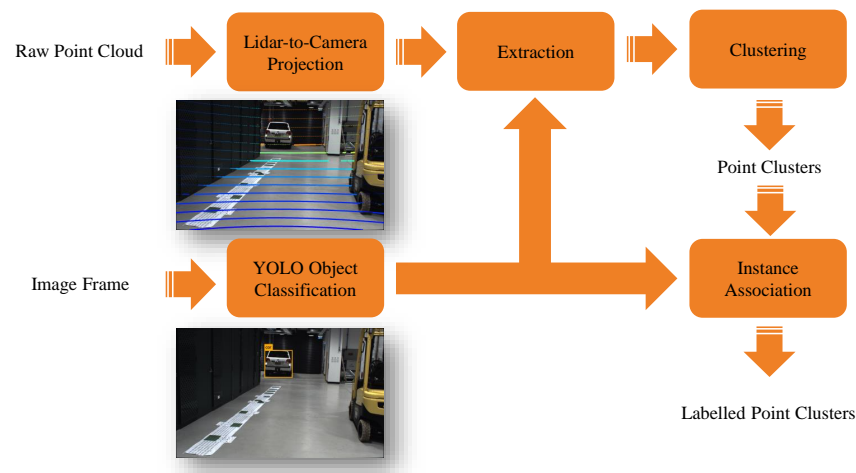 Raw Point Cloud
Lidar-to-Camera
Projection
Extraction
Clustering
Point Clusters
Image Frame
YOLO Object
Classification
Instance
Association
Labelled Point Clusters